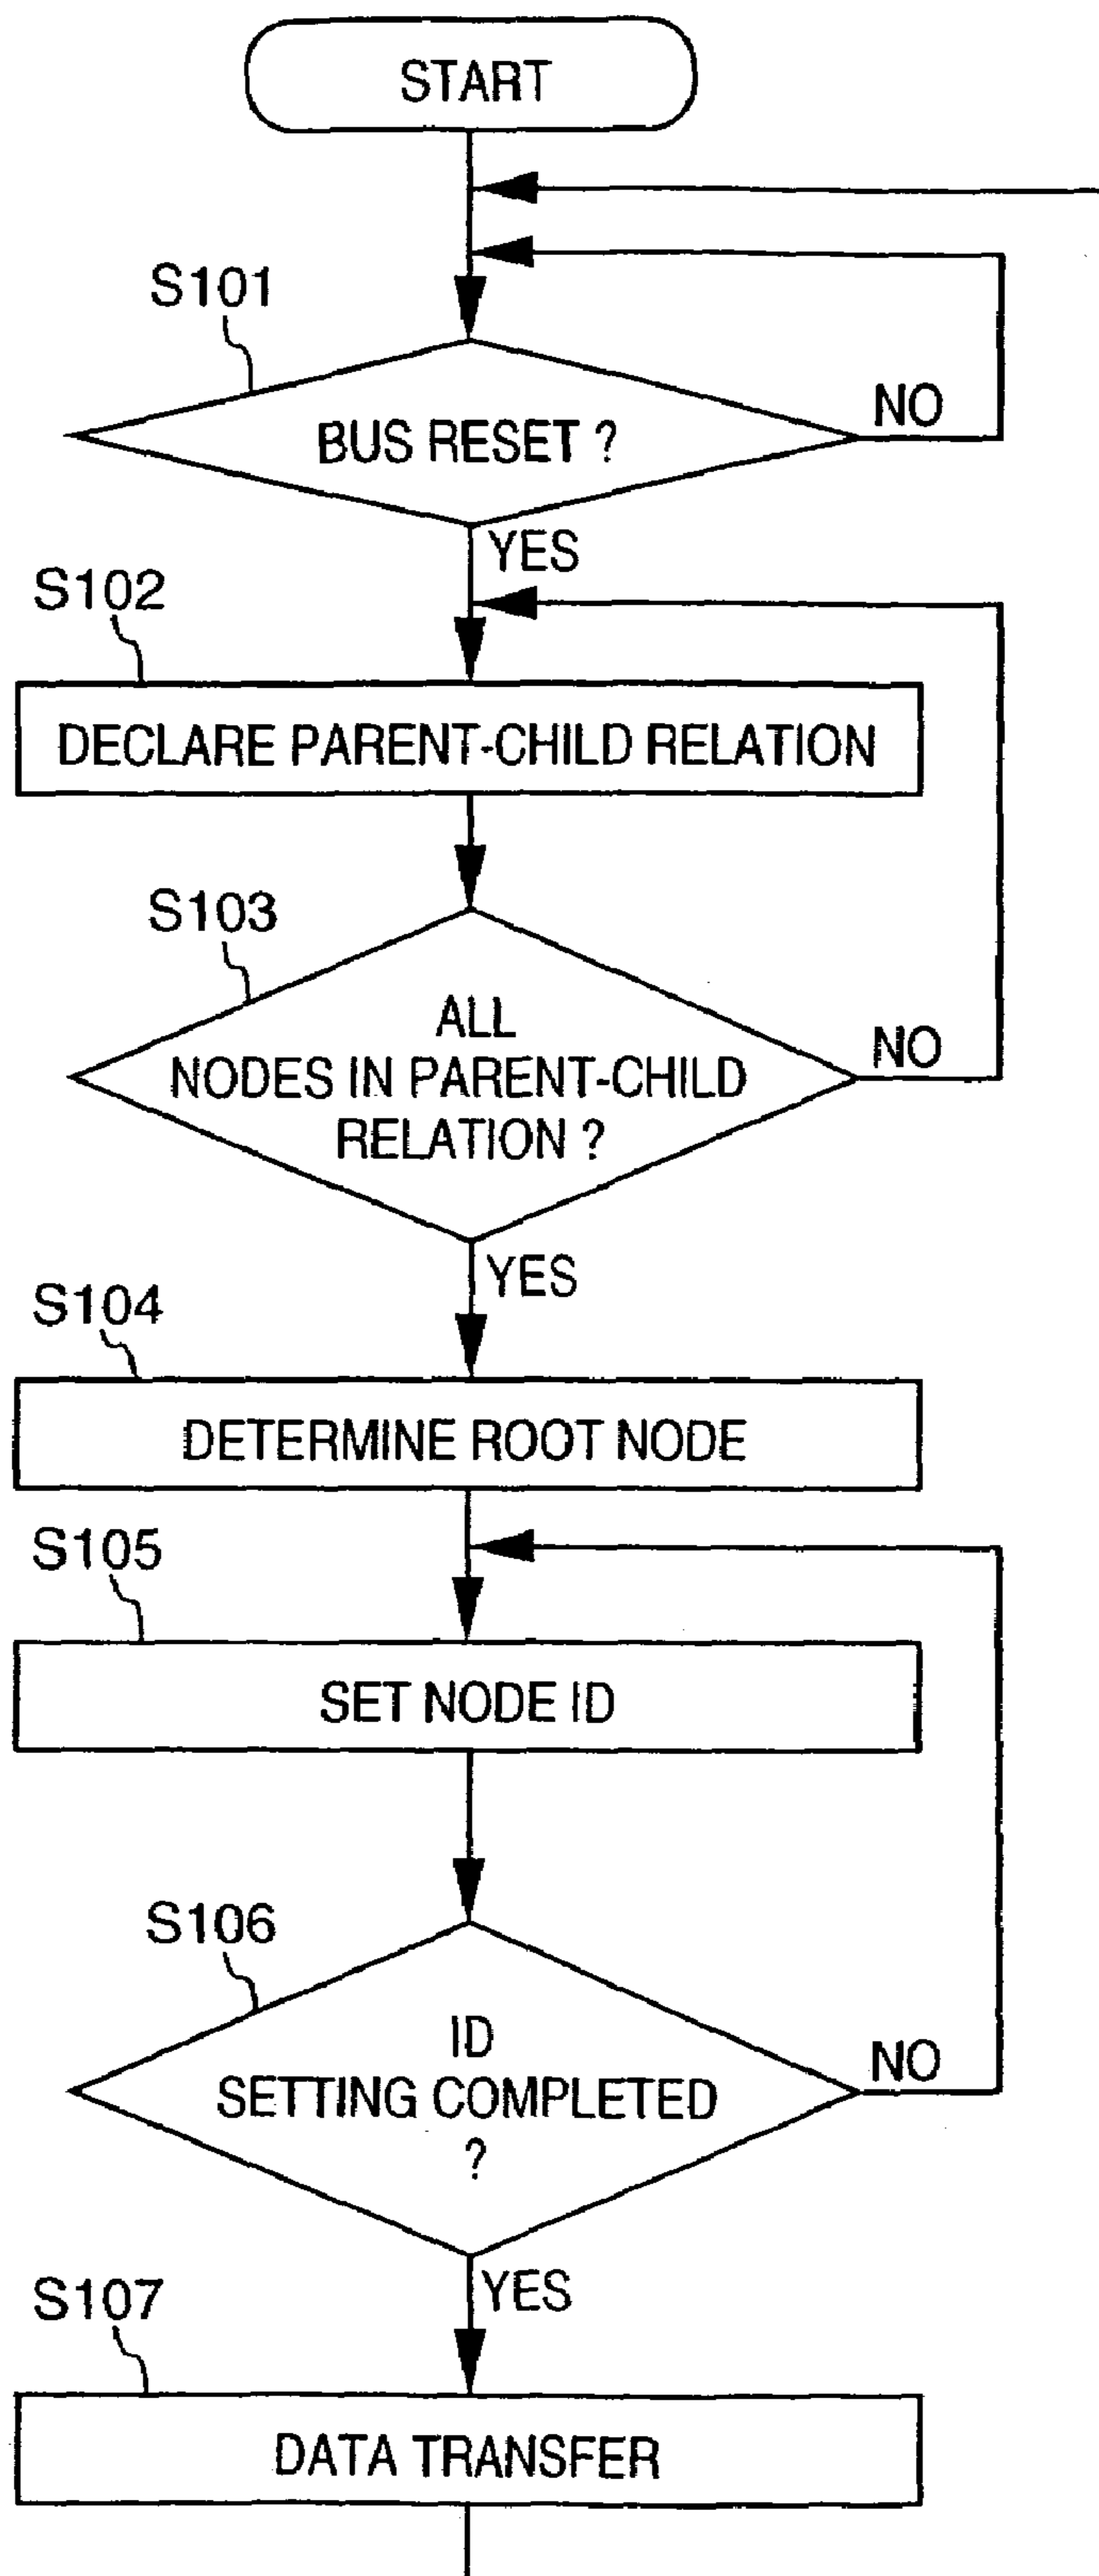 START
S101
BUS RESET ?
NO
YES
S102
DECLARE PARENT-CHILD RELATION
S103
ALL
NODES IN PARENT-CHILD
RELATION ?
NO
YES
S104
DETERMINE ROOT NODE
S105
SET NODE ID
S106
ID
SETTING COMPLETED
?
NO
YES
S107
DATA TRANSFER